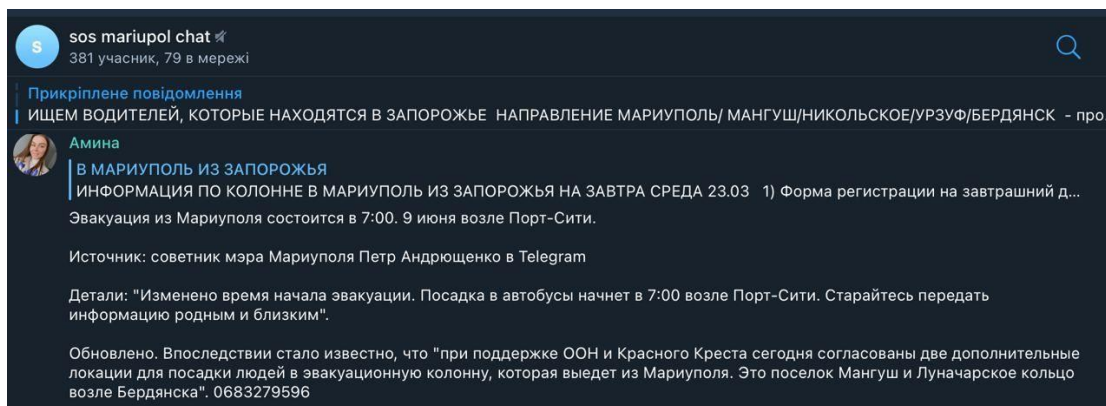 S
sos mariupol chat
381 учасник, 79 в мережі
Прикріплене повідомлення
ИЩЕМ ВОДИТЕЛЕЙ, КОТОРЫЕ НАХОДЯТСЯ В ЗАПОРОЖЬЕ НАПРАВЛЕНИЕ МАРИУПОЛЬ/ МАНГУШ/НИКОЛЬСКОЕ/УРЗУФ/БЕРДЯНСК - про
Амина
В МАРИУПОЛЬ ИЗ ЗАПОРОЖЬЯ
ИНФОРМАЦИЯ ПО КОЛОННЕ В МАРИУПОЛЬ ИЗ ЗАПОРОЖЬЯ НА ЗАВТРА СРЕДА 23.03 1) Форма регистрации на завтрашний д...
Эвакуация из Мариуполя состоится в 7:00. 9 июня возле Порт-Сити.
Источник: советник мэра Мариуполя Петр Андрющенко в Telegram
Детали: "Изменено время начала эвакуации. Посадка в автобусы начнет в 7:00 возле Порт-Сити. Старайтесь передать
информацию родным и близким".
Обновлено. Впоследствии стало известно, что "при поддержке ООН и Красного Креста сегодня согласованы две дополнительные
локации для посадки людей в эвакуационную колонну, которая выедет из Мариуполя. Это поселок Мангуш и Луначарское кольцо
возле Бердянска". 0683279596